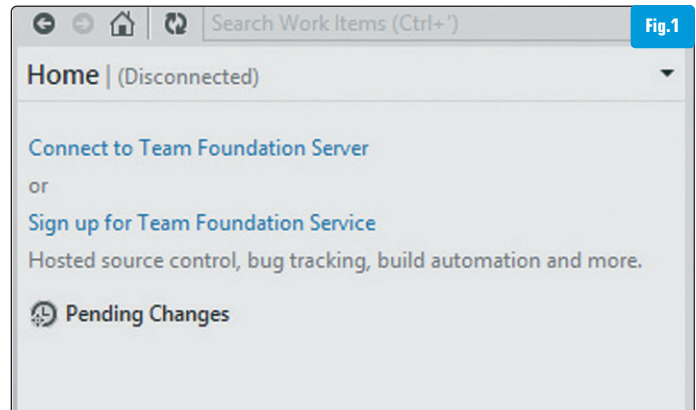 Search Work Items (Ctrl+')
Fig.1
Home | (Disconnected)
Connect to Team Foundation Server
or
Sign up for Team Foundation Service
Hosted source control, bug tracking, build automation and more.
Pending Changes